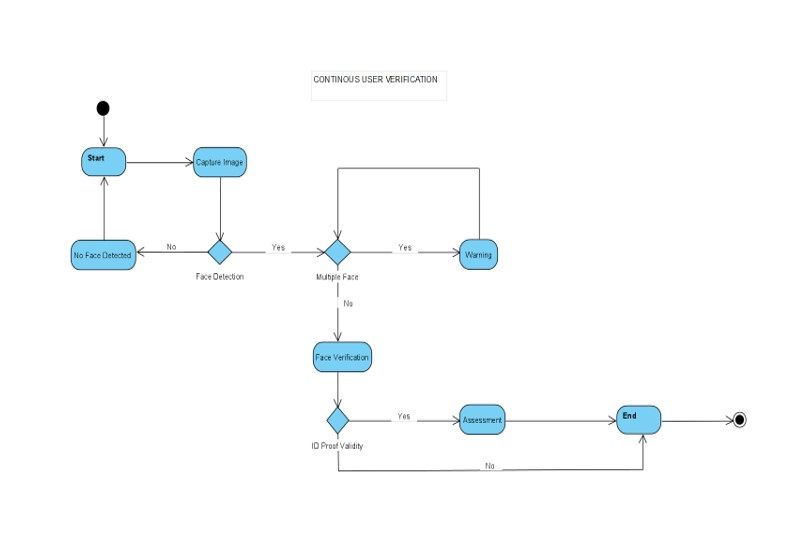 CONTINOUS USER VERIFICATION
Start
Capture Image
No Face Detected
No
Face Detection
Yes
Multiple Face
Yes
Warning
No
Face Verification
ID Proof Validity
Yes
Assessment
End
No